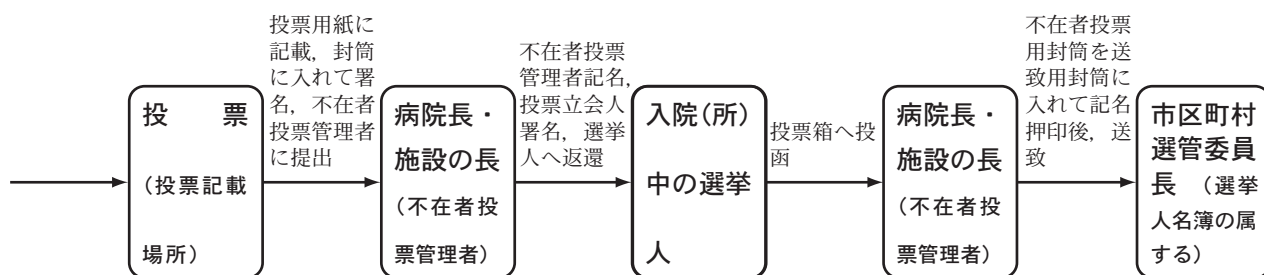 投票用紙に
記載，封筒
に入れて署
名，不在者
投票管理者
に提出
投　　票
（投票記載
場所）
不在者投票
管理者記名，
投票立会人
署名，選挙
人へ返還
病院長・
施設の長
（不在者投
票管理者）
入院（所）
中の選挙
人
投票箱へ投
函
病院長・
施設の長
（不在者投
票管理者）
不在者投票
用封筒を送
致用封筒に
入れて記名
押印後，送
致
市区町村
選管委員
長（選挙
人名簿の属
する）